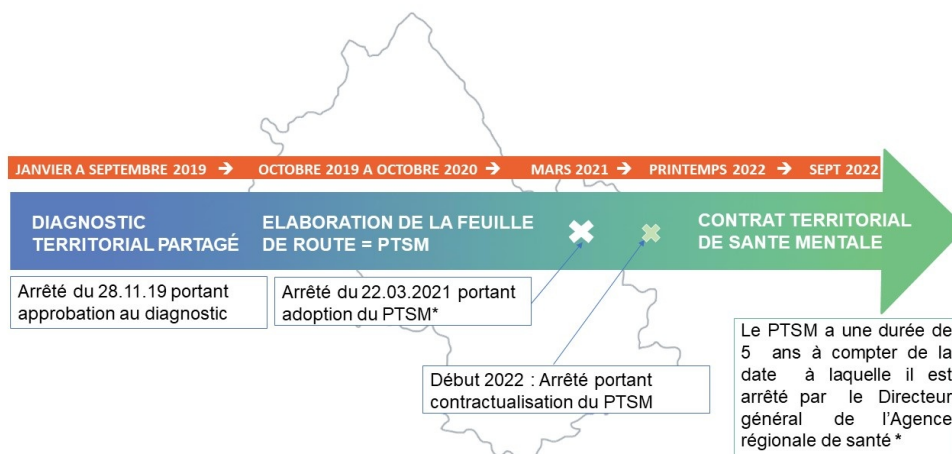 JANVIER A SEPTEMBRE 2019 → OCTOBRE 2019 A OCTOBRE 2020 → MARS 2021 → PRINTEMPS 2022 → SEPT 2022
DIAGNOSTIC
TERRITORIAL PARTAGÉ
ELABORATION DE LA FEUILLE
DE ROUTE = PTSM
CONTRAT TERRITORIAL
DE SANTE MENTALE
Arrêté du 28.11.19 portant
approbation au diagnostic
Arrêté du 22.03.2021 portant
adoption du PTSM*
Début 2022 : Arrêté portant
contractualisation du PTSM
Le PTSM a une durée de
5 ans à compter de la
date à laquelle il est
arrêté par le Directeur
général de l’Agence
régionale de santé *